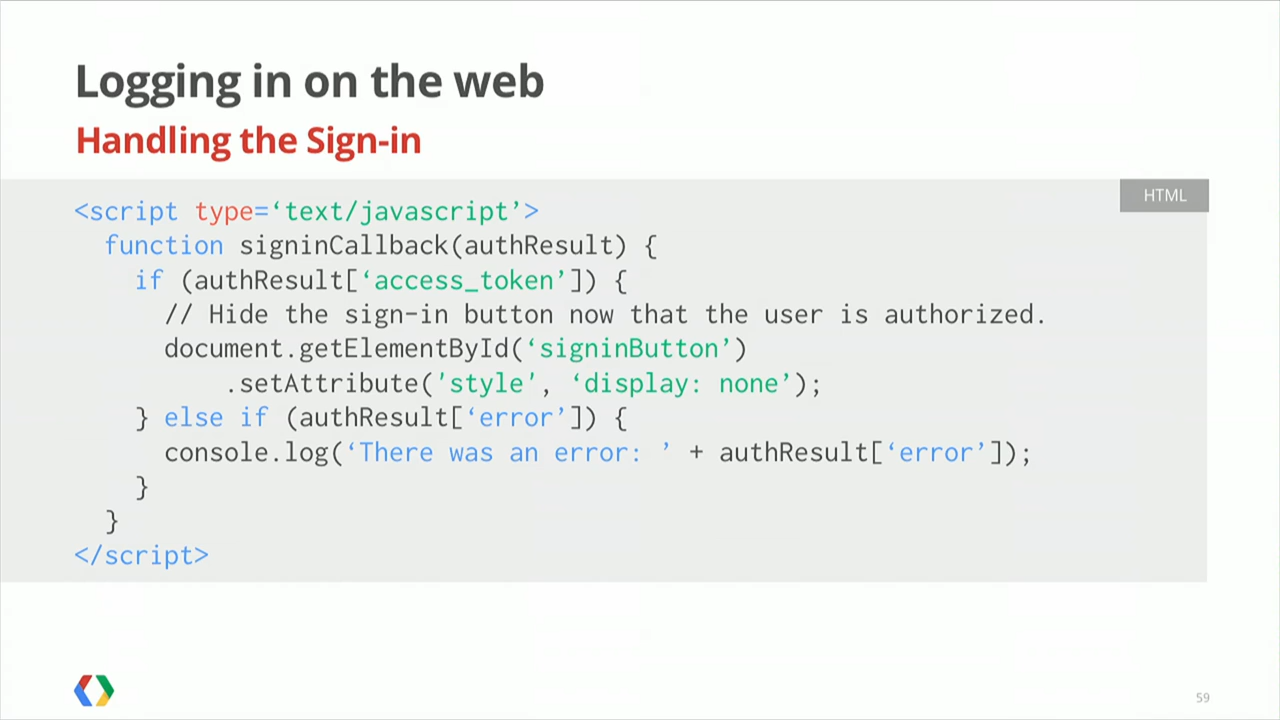 Logging in on the web
Handling the Sign-in
HTML
<script type=‘text/javascript’>
function signinCallback(authResult) {
if (authResult[‘access_token’]) {
// Hide the sign-in button now that the user is authorized.
document.getElementById(‘signinButton’)
.setAttribute('style', ‘display: none’);
} else if (authResult[‘error’]) {
console.log(‘There was an error: ’ + authResult[‘error’]);
}
}
</script>
59